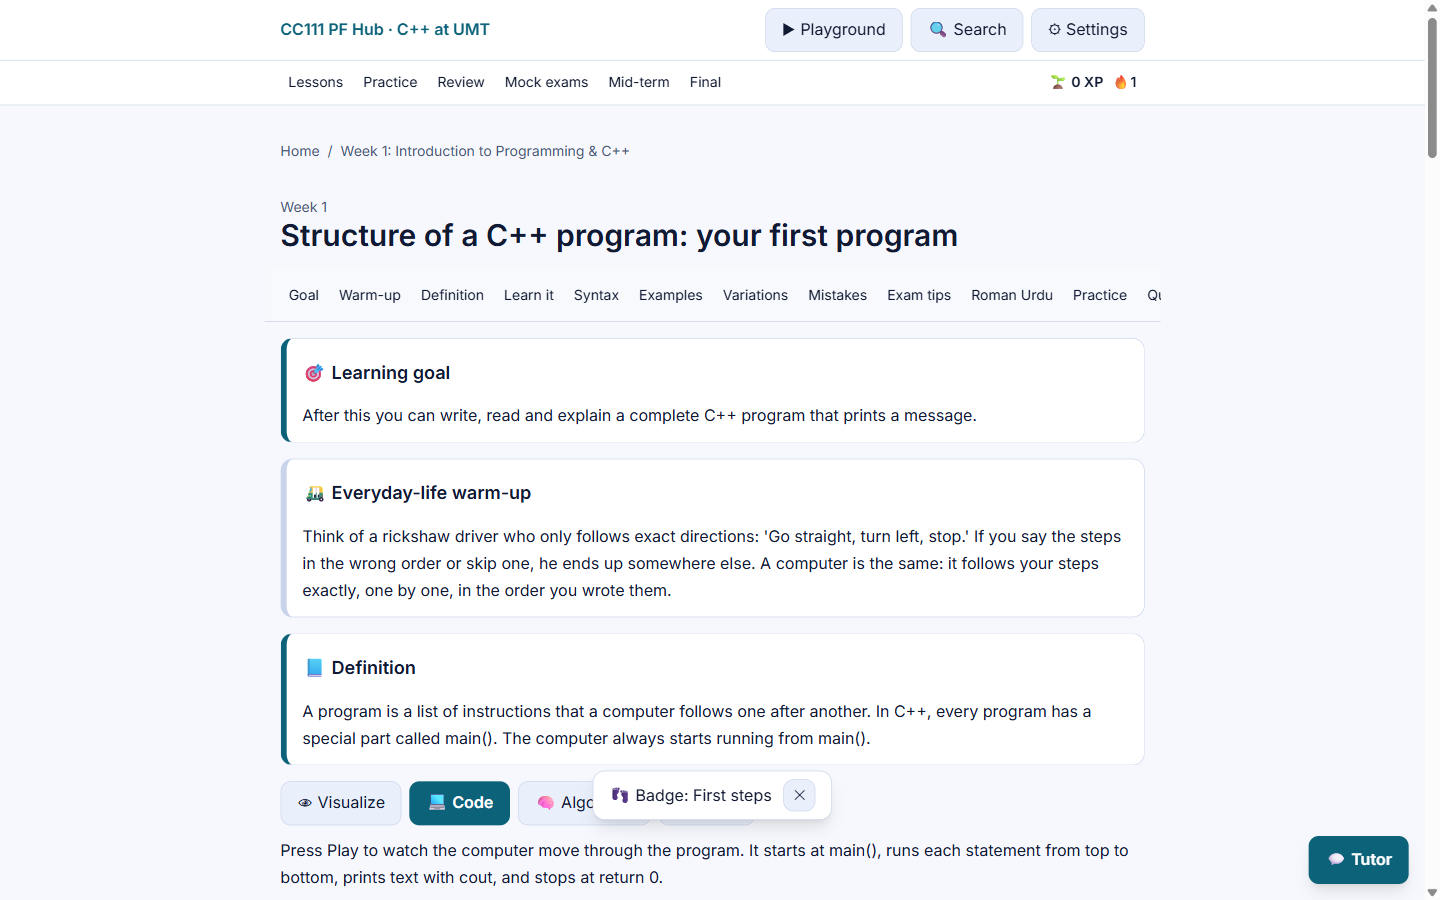 CC111 PF Hub · C++ at UMT
Playground
Search
Settings
Lessons
Practice
Review
Mock exams
Mid-term
Final
0 XP
1
Home / Week 1: Introduction to Programming & C++
Week 1
Structure of a C++ program: your first program
Goal
Warm-up
Definition
Learn it
Syntax
Examples
Variations
Mistakes
Exam tips
Roman Urdu
Practice
Learning goal
After this you can write, read and explain a complete C++ program that prints a message.
Everyday-life warm-up
Think of a rickshaw driver who only follows exact directions: 'Go straight, turn left, stop.' If you say the steps
in the wrong order or skip one, he ends up somewhere else. A computer is the same: it follows your steps
exactly, one by one, in the order you wrote them.
Definition
A program is a list of instructions that a computer follows one after another. In C++, every program has a
special part called main(). The computer always starts running from main().
Visualize
Code
Badge: First steps
Press Play to watch the computer move through the program. It starts at main(), runs each statement from top to
bottom, prints text with cout, and stops at return 0.
Tutor